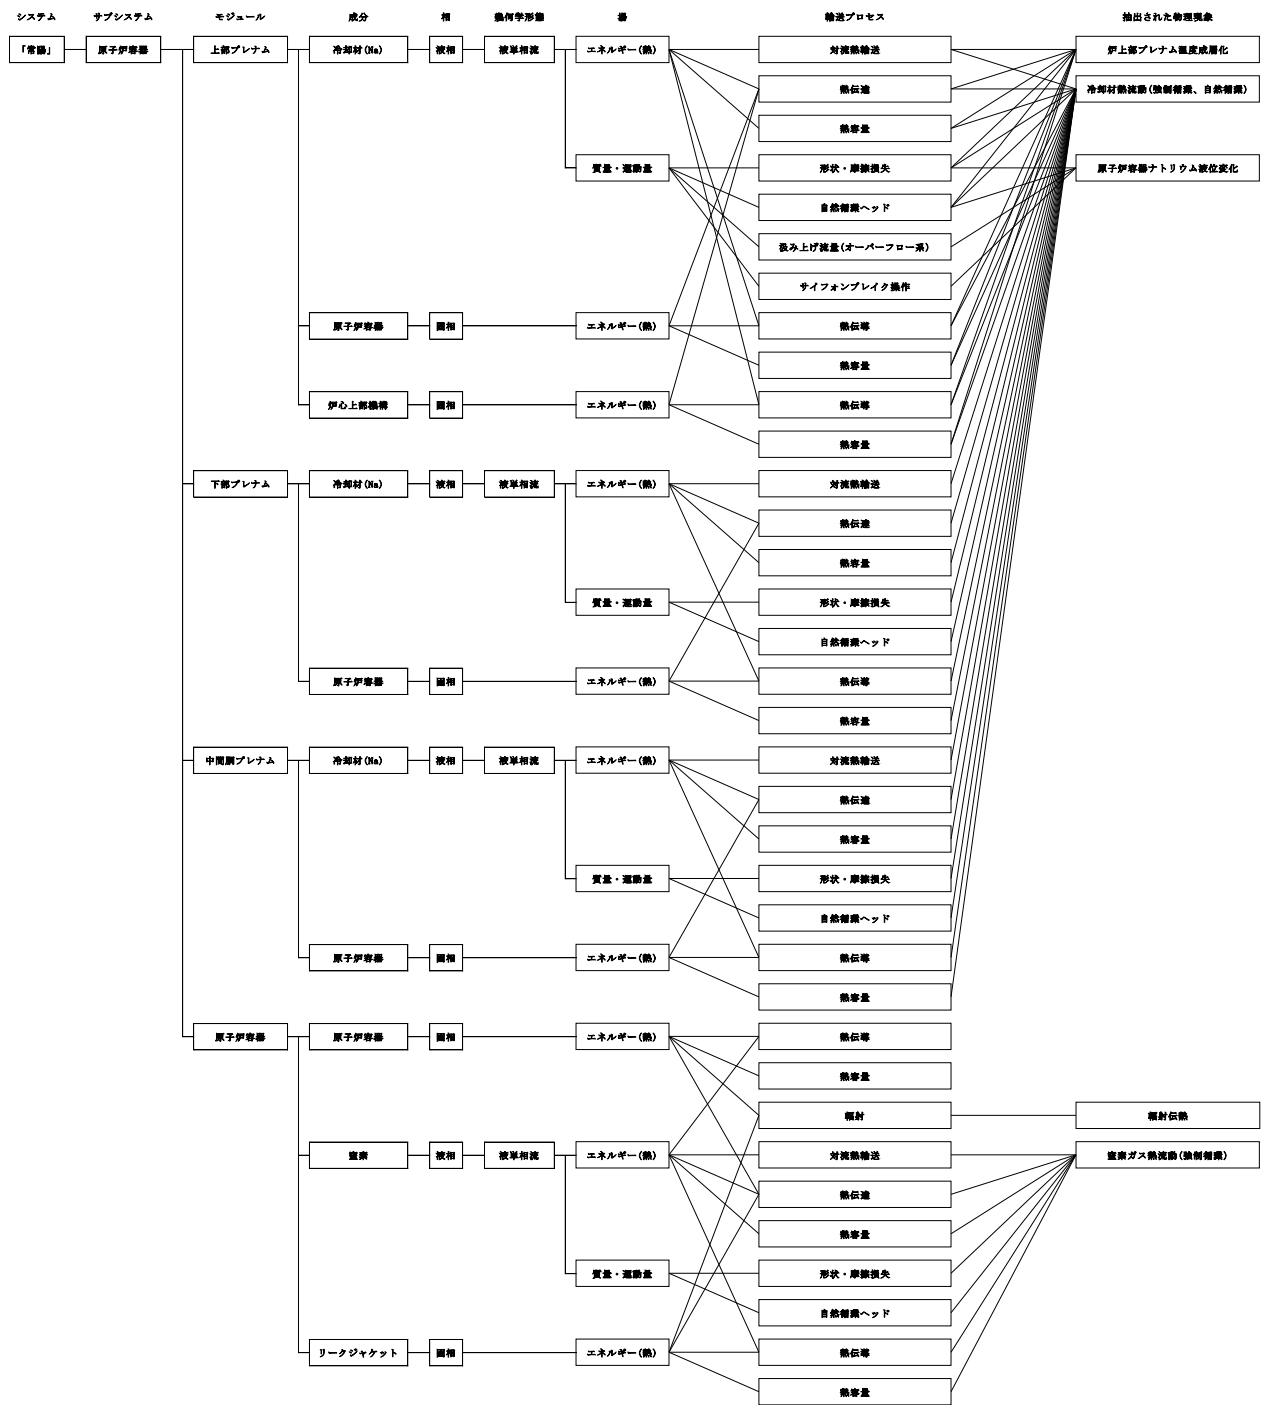 システム サブシステム モジュール 成分 相 幾何学形態 場 輸送プロセス 抽出された物理現象
「常陽」 原子炉容器 上部プレナム 冷却材(Na) 液相 液単相流 エネルギー(熱) 対流熱輸送 炉上部プレナム温度成層化
熱伝達 冷却材熱流動(強制循環、自然循環)
熱容量
質量・運動量 形状・摩擦損失 原子炉容器ナトリウム液位変化
自然循環ヘッド
汲み上げ流量(オーバーフロー系)
サイフォンブレイク操作
原子炉容器 固相 エネルギー(熱) 熱伝導
熱容量
炉心上部機構 固相 エネルギー(熱) 熱伝導
熱容量
下部プレナム 冷却材(Na) 液相 液単相流 エネルギー(熱) 対流熱輸送
熱伝達
熱容量
質量・運動量 形状・摩擦損失
自然循環ヘッド
原子炉容器 固相 エネルギー(熱) 熱伝導
熱容量
中間胴プレナム 冷却材(Na) 液相 液単相流 エネルギー(熱) 対流熱輸送
熱伝達
熱容量
質量・運動量 形状・摩擦損失
自然循環ヘッド
原子炉容器 固相 エネルギー(熱) 熱伝導
熱容量
原子炉容器 原子炉容器 固相 エネルギー(熱) 熱伝導
熱容量
輻射 輻射伝熱
窒素 液相 液単相流 エネルギー(熱) 対流熱輸送 窒素ガス熱流動(強制循環)
熱伝達
熱容量
質量・運動量 形状・摩擦損失
自然循環ヘッド
リークジャケット 固相 エネルギー(熱) 熱伝導
熱容量